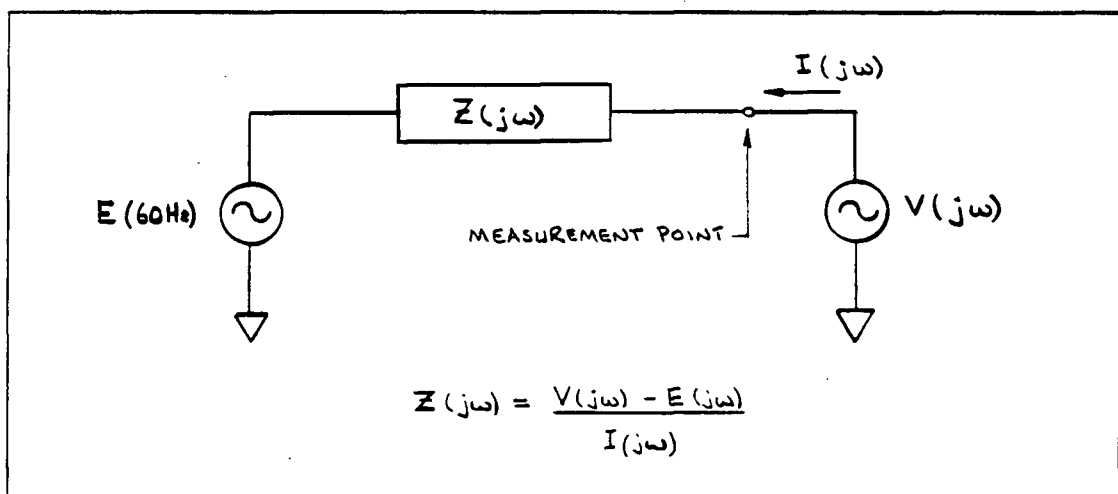 I(jω)
Z(jω)
E(60Hz)
V(jω)
MEASUREMENT POINT
Z(jω) = V(jω) - E(jω)
I(jω)